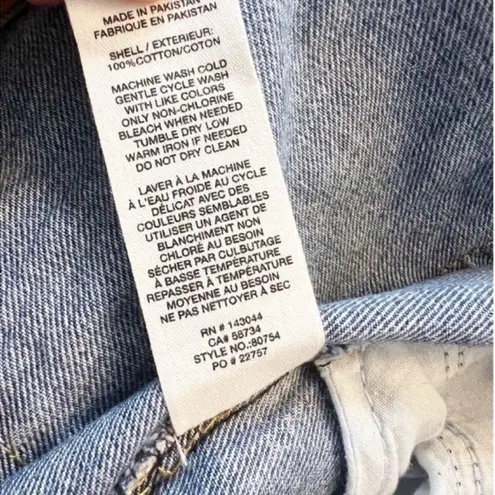 MADE IN PAKISTAN
FABRIQUE EN PAKISTAN
SHELL / EXTERIEUR:
100%COTTON/COTON
MACHINE WASH COLD
GENTLE CYCLE WASH
WITH LIKE COLORS
ONLY NON-CHLORINE
BLEACH WHEN NEEDED
TUMBLE DRY LOW
WARM IRON IF NEEDED
DO NOT DRY CLEAN
LAVER À LA MACHINE
À L'EAU FROIDE AU CYCLE
DÉLICAT AVEC DES
COULEURS SEMBLABLES
UTILISER UN AGENT DE
BLANCHIMENT NON
CHLORÉ AU BESOIN
SÉCHER PAR CULBUTAGE
À BASSE TEMPÉRATURE
REPASSER À TEMPÉRATURE
MOYENNE AU BESOIN
NE PAS NETTOYER À SEC
RN # 143044
CA# 58734
STYLE NO.:80754
PO # 22757